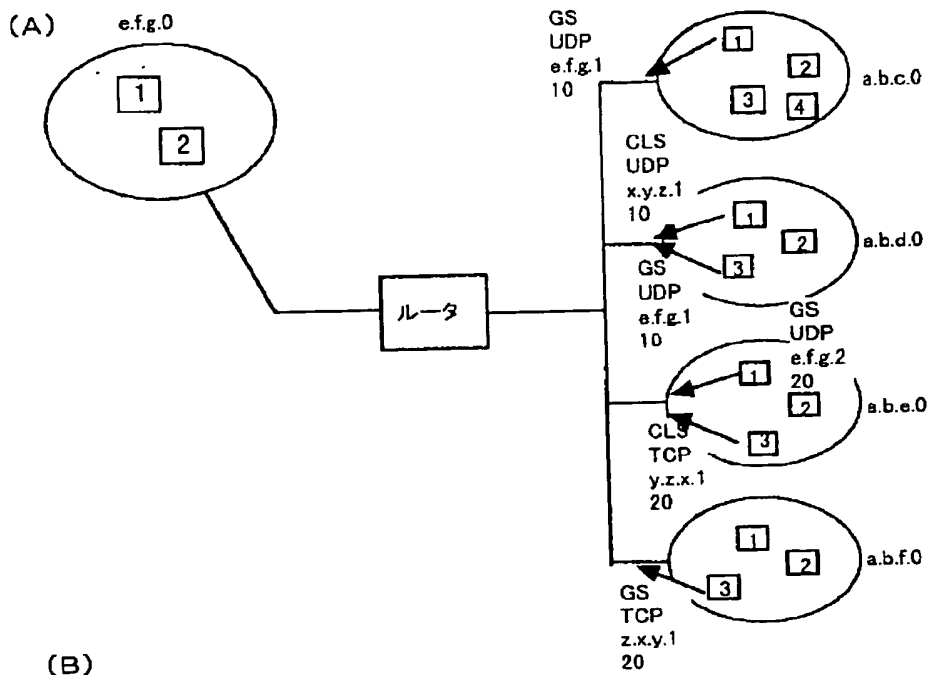 (A)
e.f.g.0
1
2
ルータ
GS
UDP
e.f.g.1
10
1
2
3
4
a.b.c.0
CLS
UDP
x.y.z.1
10
1
2
3
a.b.d.0
GS
UDP
e.f.g.1
10
GS
UDP
e.f.g.2
20
1
2
3
a.b.e.0
CLS
TCP
y.z.x.1
20
1
2
3
a.b.f.0
GS
TCP
z.x.y.1
20
(B)